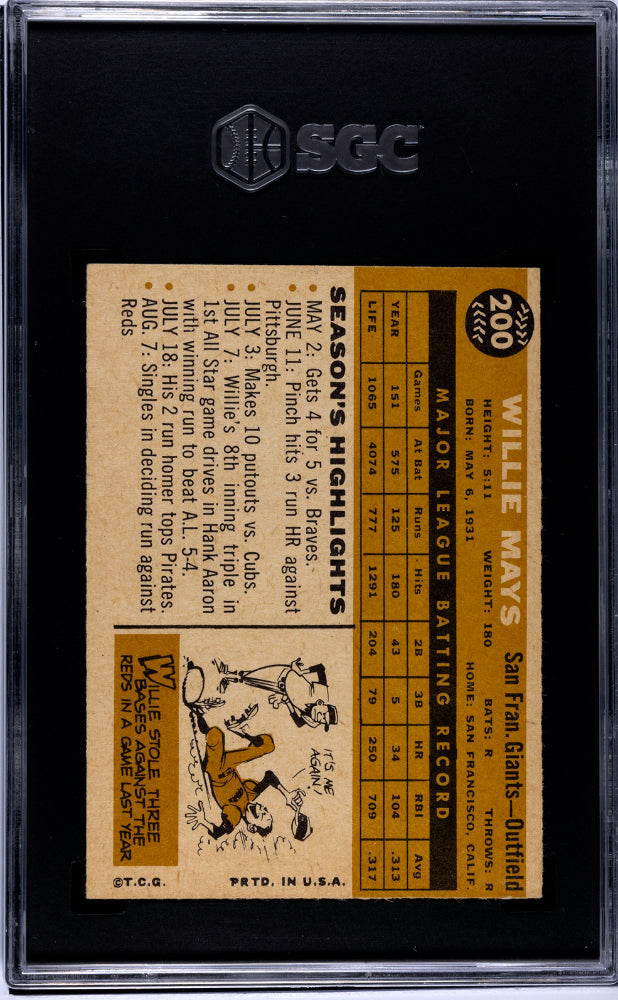 SGC
200
WILLIE MAYS San Fran. Giants—Outfield
HEIGHT: 5:11 WEIGHT: 180 BATS: R THROWS: R
BORN: MAY 6, 1931 HOME: SAN FRANCISCO, CALIF.
MAJOR LEAGUE BATTING RECORD
Games At Bat Runs Hits 2B 3B HR RBI Avg
YEAR 151 575 125 180 43 5 34 104 .313
LIFE 1065 4074 777 1291 204 79 250 709 .317
SEASON'S HIGHLIGHTS
• MAY 2: Gets 4 for 5 vs. Braves.
• JUNE 11: Pinch hits 3 run HR against
Pittsburgh.
• JULY 3: Makes 10 putouts vs. Cubs.
• JULY 7: Willie's 8th inning triple in
1st All Star game drives in Hank Aaron
with winning run to beat A.L. 5-4.
• JULY 18: His 2 run homer tops Pirates.
• AUG. 7: Singles in deciding run against
Reds
IT'S ME
AGAIN!
WILLIE STOLE THREE
BASES AGAINST THE
REDS IN A GAME LAST YEAR
©T.C.G. PRTD. IN U.S.A.